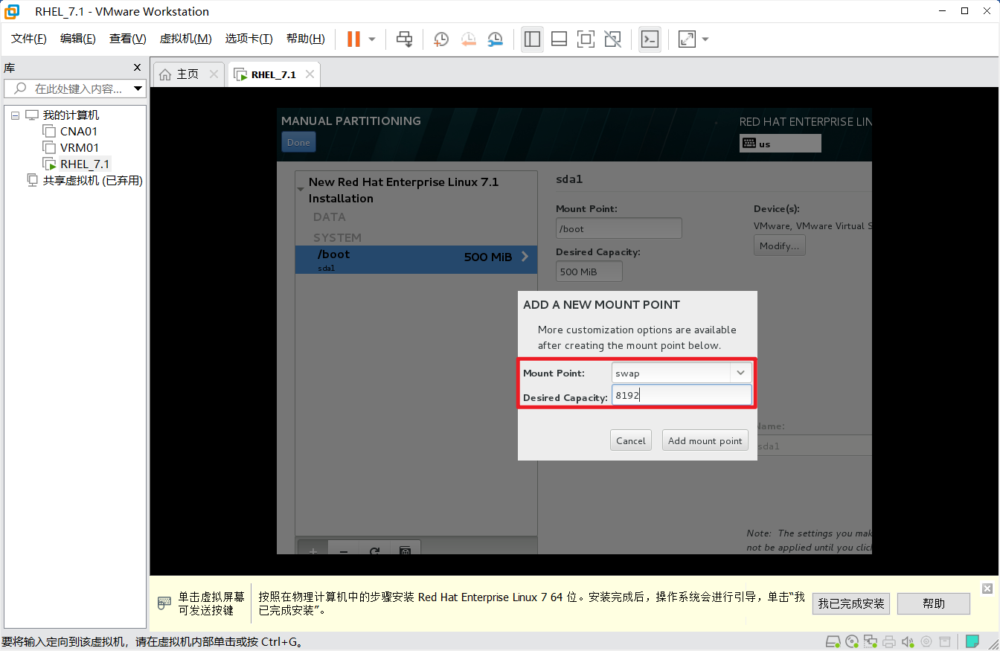 RHEL_7.1 - VMware Workstation
文件(F) 编辑(E) 查看(V) 虚拟机(M) 选项卡(T) 帮助(H)
库
在此处键入内容...
我的计算机
CNA01
VRM01
RHEL_7.1
共享虚拟机 (已弃用)
主页 RHEL_7.1
MANUAL PARTITIONING
RED HAT ENTERPRISE LIN
Done
us
New Red Hat Enterprise Linux 7.1
Installation
DATA
SYSTEM
/boot 500 MiB
sda1
sda1
Mount Point:
/boot
Desired Capacity:
500 MiB
Device(s):
VMware, VMware Virtual S
Modify...
ADD A NEW MOUNT POINT
More customization options are available
after creating the mount point below.
Mount Point: swap
Desired Capacity: 8192
Cancel Add mount point
Name:
sda1
Note: The settings you mak
not be applied until you clic
单击虚拟屏幕
可发送按键
按照在物理计算机中的步骤安装 Red Hat Enterprise Linux 7 64 位。安装完成后，操作系统会进行引导，单击“我
已完成安装”。
我已完成安装 帮助
要将输入定向到该虚拟机，请在虚拟机内部单击或按 Ctrl+G。